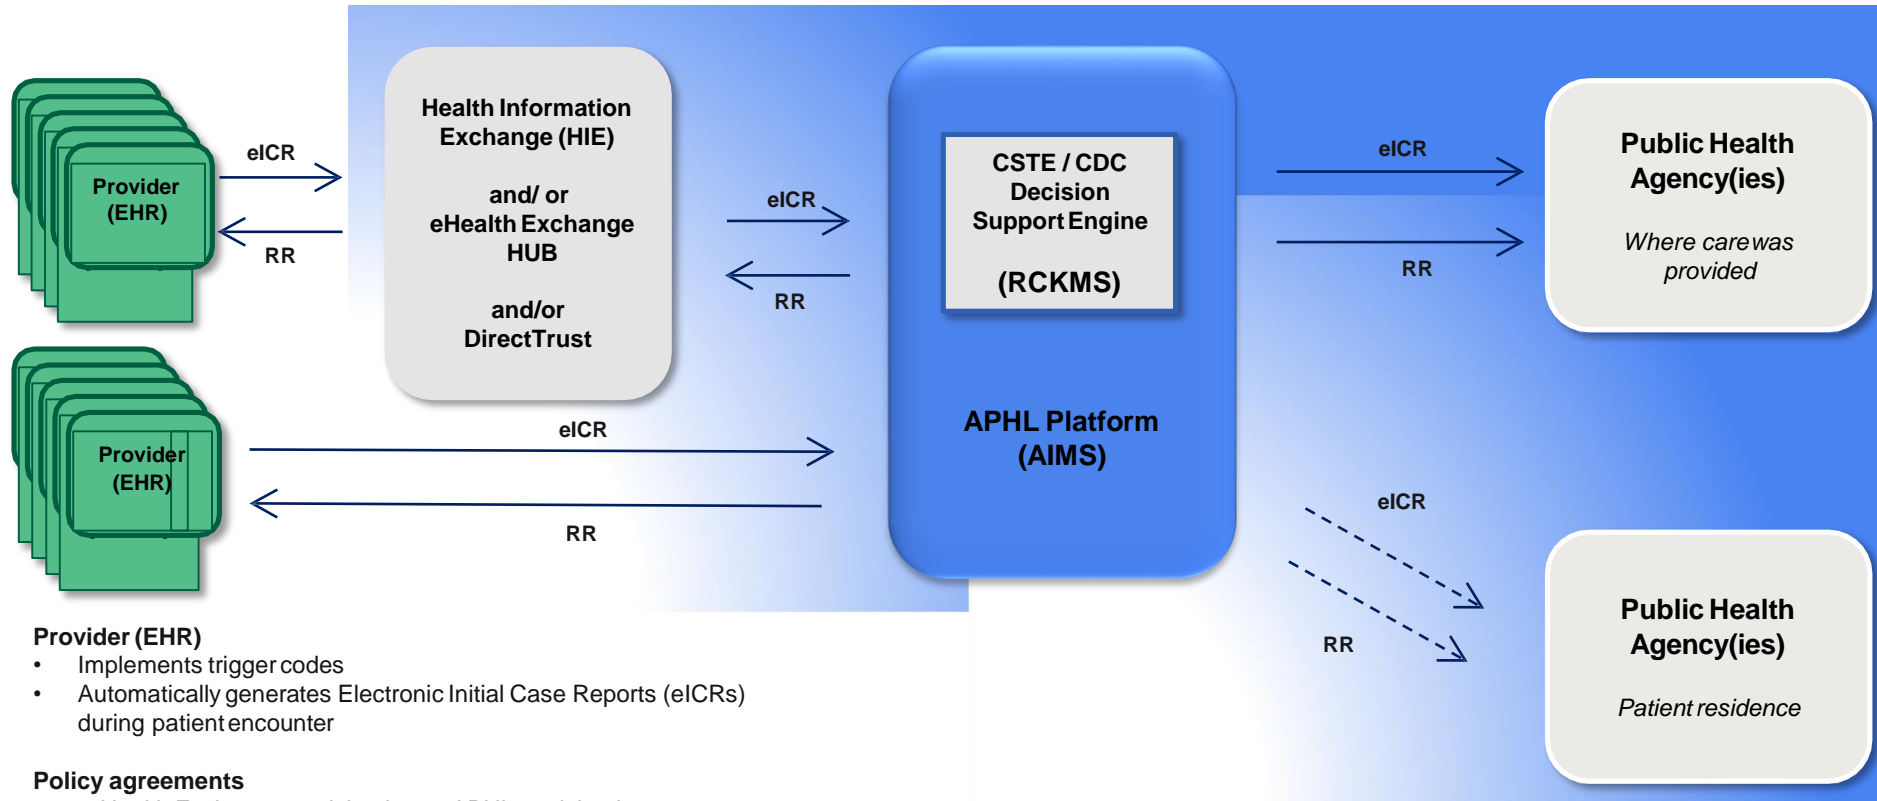 Provider
(EHR)
eICR
RR
Health Information
Exchange (HIE)
and/ or
eHealth Exchange
HUB
and/or
DirectTrust
eICR
RR
CSTE / CDC
Decision
Support Engine
(RCKMS)
APHL Platform
(AIMS)
eICR
RR
Public Health
Agency(ies)
Where care was
provided
Provider
(EHR)
eICR
RR
eICR
RR
Public Health
Agency(ies)
Patient residence
Provider (EHR)
• Implements trigger codes
• Automatically generates Electronic Initial Case Reports (eICRs)
during patient encounter
Policy agreements